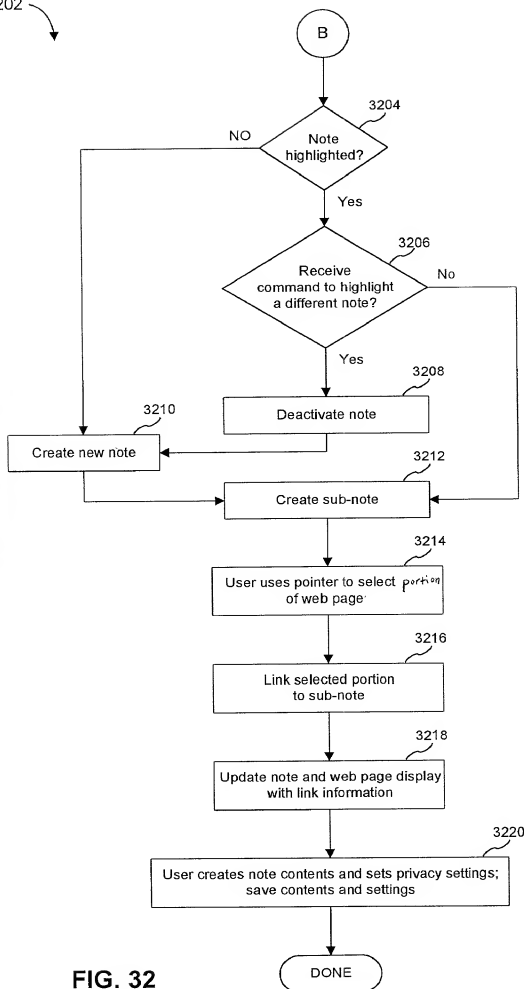 3202
B
3204
Note
highlighted?
NO
Yes
3206
Receive
command to highlight
a different note?
No
Yes
3208
Deactivate note
3210
Create new note
3212
Create sub-note
3214
User uses pointer to select portion
of web page
3216
Link selected portion
to sub-note
3218
Update note and web page display
with link information
3220
User creates note contents and sets privacy settings;
save contents and settings
DONE
FIG. 32